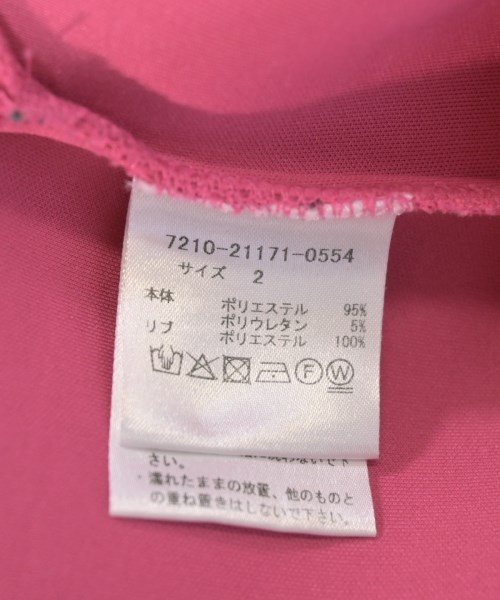 7210-21171-0554
サイズ 2
本体 ポリエステル 95%
ポリウレタン 5%
リブ ポリエステル 100%
F W
さい。
・濡れたままの放置、他のものと
の重ね置きはしないで下さい。